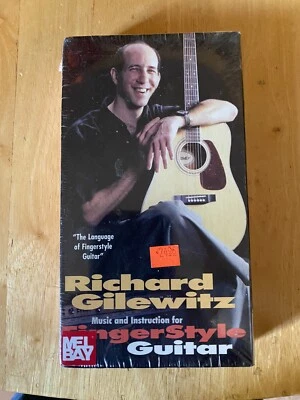 "The Language
of Fingerstyle
Guitar"
Richard
Gilewitz
Music and Instruction for
FingerStyle
Guitar
MEL
BAY